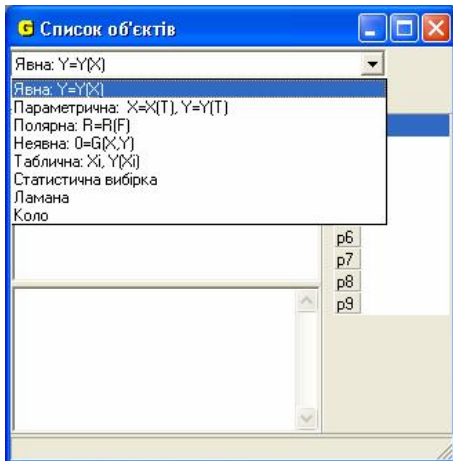 G Список об'єктів
Явна: Y=Y(X)
Явна: Y=Y(X)
Параметрична: X=X(T), Y=Y(T)
Полярна: R=R(F)
Неявна: 0=G(X,Y)
Таблична: Xi, Y(Xi)
Статистична вибірка
Ламана
Коло
p6
p7
p8
p9